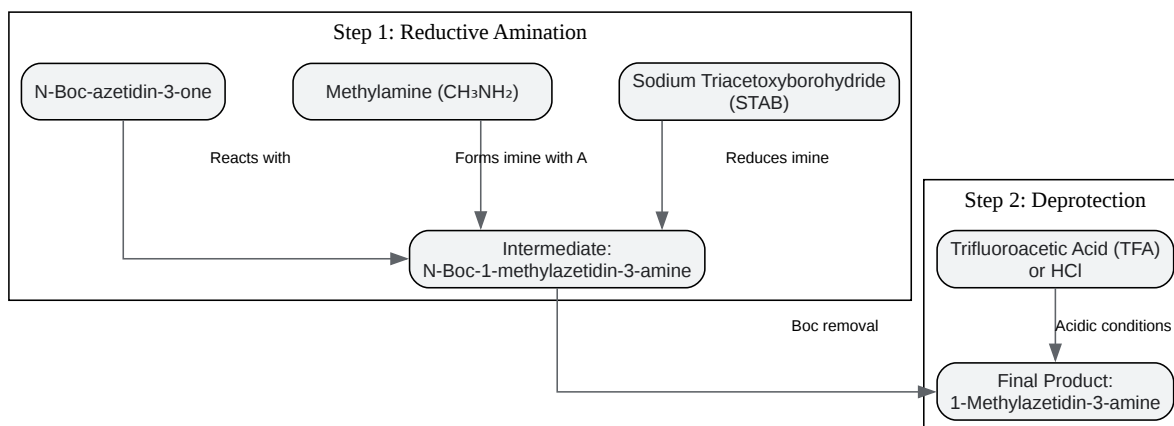 Step 1: Reductive Amination
N-Boc-azetidin-3-one
Methylamine (CH₃NH₂)
Sodium Triacetoxyborohydride
(STAB)
Reacts with
Forms imine with A
Reduces imine
Intermediate:
N-Boc-1-methylazetidin-3-amine
Step 2: Deprotection
Trifluoroacetic Acid (TFA)
or HCl
Boc removal
Acidic conditions
Final Product:
1-Methylazetidin-3-amine